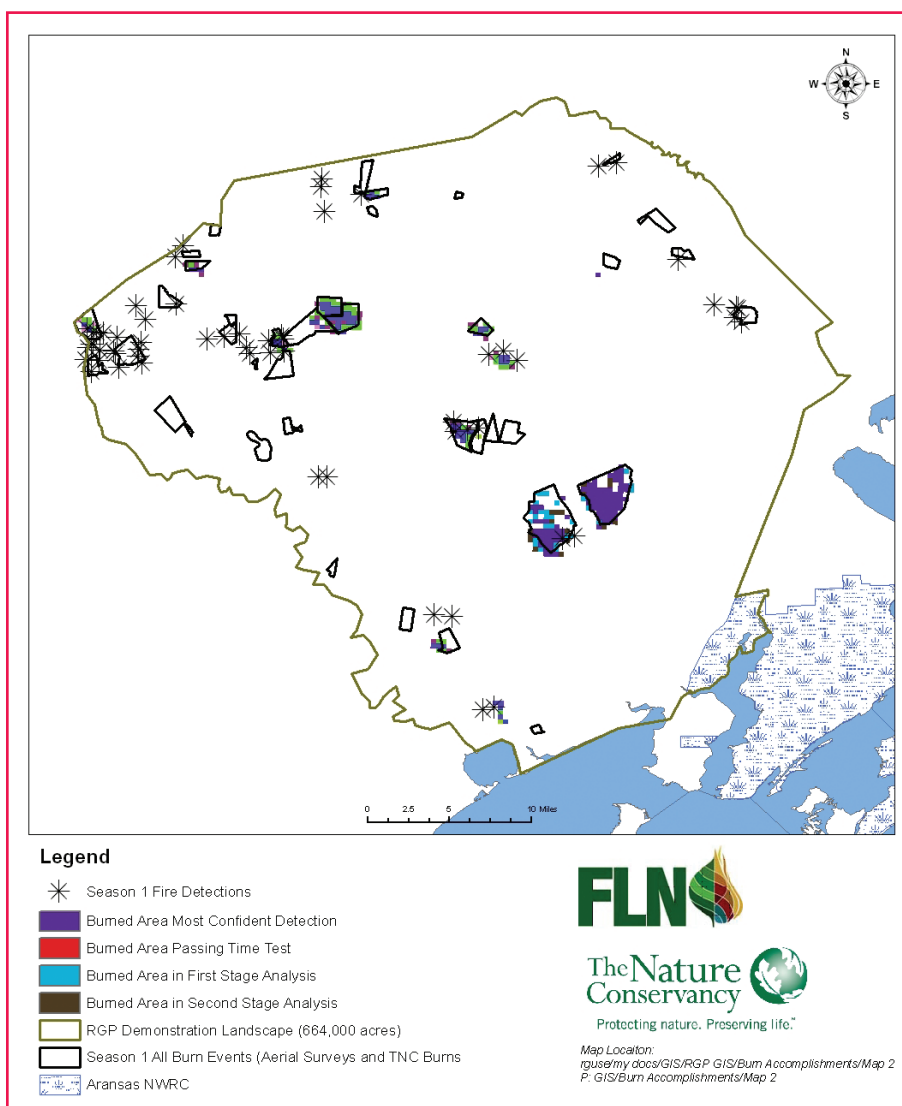 N
W E
S
0 2.5 5 10 Miles
Legend
Season 1 Fire Detections
Burned Area Most Confident Detection
Burned Area Passing Time Test
Burned Area in First Stage Analysis
Burned Area in Second Stage Analysis
RGP Demonstration Landscape (664,000 acres)
Season 1 All Burn Events (Aerial Surveys and TNC Burns
Aransas NWRC
FLN
The Nature
Conservancy
Protecting nature. Preserving life.™
Map Locaiton:
rguse/my docs/GIS/RGP GIS/Burn Accomplishments/Map 2
P: GIS/Burn Accomplishments/Map 2